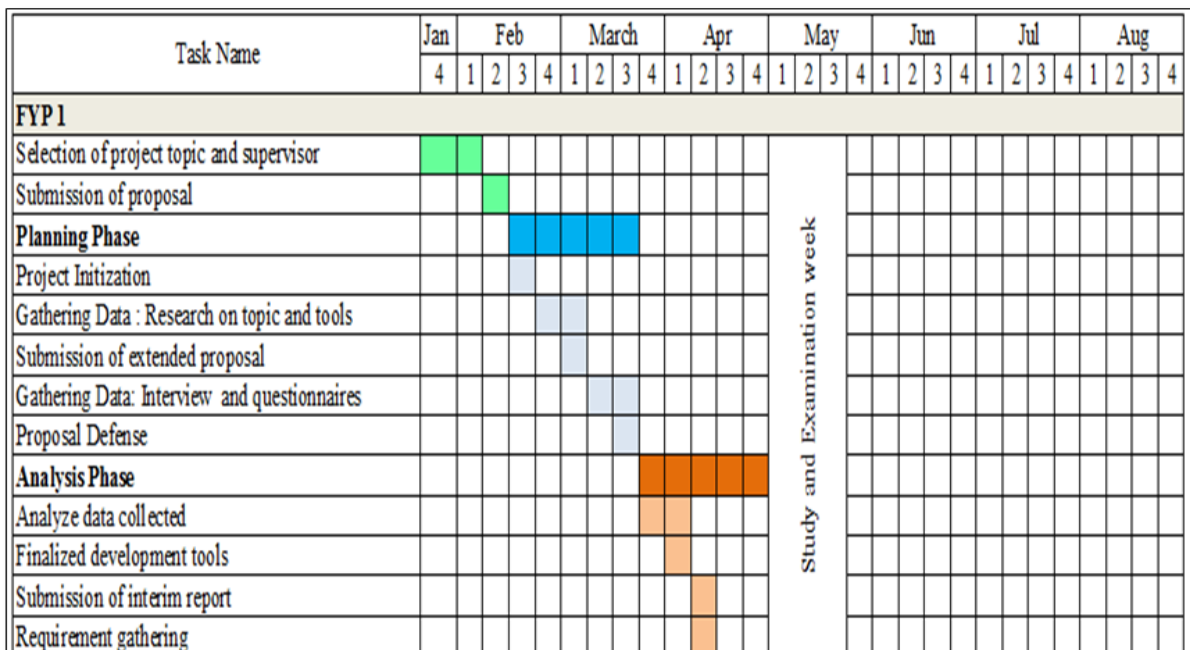 Task Name Jan Feb March Apr May Jun Jul Aug
4 1 2 3 4 1 2 3 4 1 2 3 4 1 2 3 4 1 2 3 4 1 2 3 4 1 2 3 4
FYP 1
Selection of project topic and supervisor
Submission of proposal
Planning Phase
Project Initization
Gathering Data : Research on topic and tools
Submission of extended proposal
Gathering Data: Interview and questionnaires
Proposal Defense
Analysis Phase
Analyze data collected
Finalized development tools
Submission of interim report
Requirement gathering
Study and Examination week